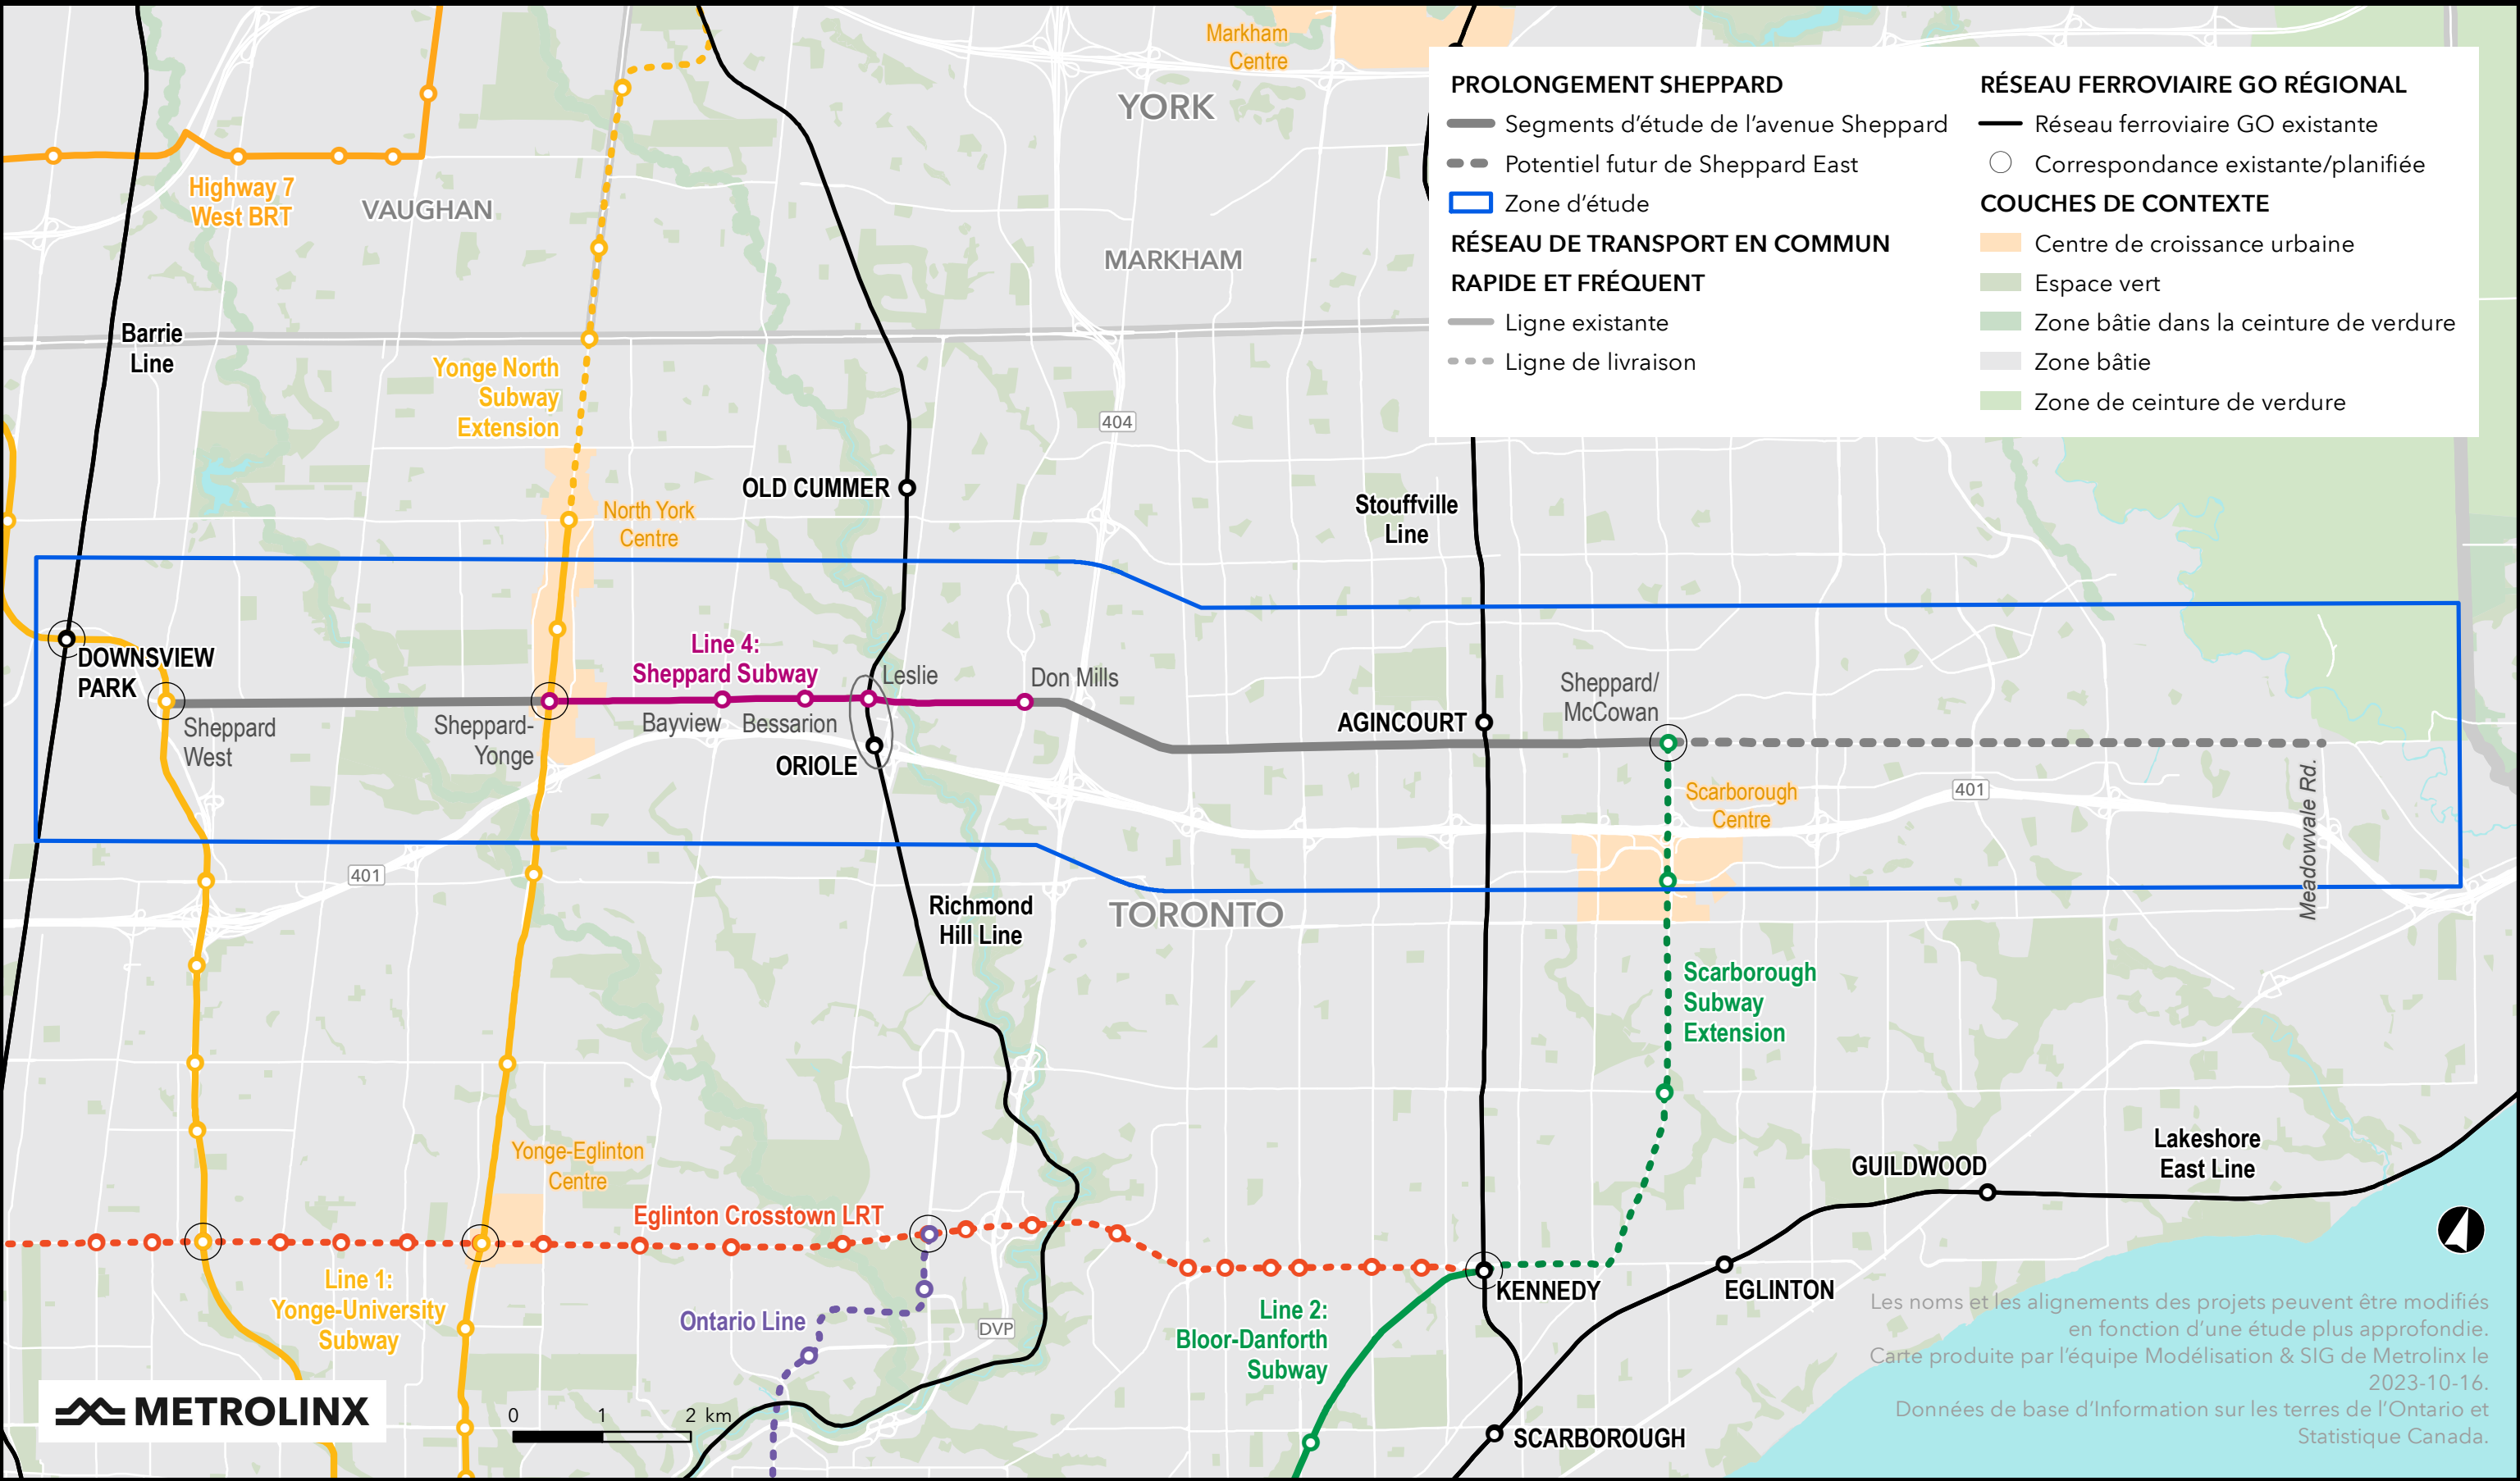 Markham
Centre
YORK
PROLONGEMENT SHEPPARD
Segments d'étude de l'avenue Sheppard
Potentiel futur de Sheppard East
Zone d'étude
RÉSEAU DE TRANSPORT EN COMMUN
RAPIDE ET FRÉQUENT
Ligne existante
Ligne de livraison
RÉSEAU FERROVIAIRE GO RÉGIONAL
Réseau ferroviaire GO existante
Correspondance existante/planifiée
COUCHES DE CONTEXTE
Centre de croissance urbaine
Espace vert
Zone bâtie dans la ceinture de verdure
Zone bâtie
Zone de ceinture de verdure
Highway 7
West BRT
VAUGHAN
MARKHAM
Barrie
Line
Yonge North
Subway
Extension
404
OLD CUMMER
North York
Centre
Stouffville
Line
DOWNSVIEW
PARK
Line 4:
Sheppard Subway
Leslie
Don Mills
Sheppard/
McCowan
Sheppard
West
Sheppard-
Yonge
Bayview
Bessarion
ORIOLE
AGINCOURT
Scarborough
Centre
401
Meadowvale Rd.
401
Richmond
Hill Line
TORONTO
Scarborough
Subway
Extension
Yonge-Eglinton
Centre
Lakeshore
East Line
GUILDWOOD
Eglinton Crosstown LRT
Line 1:
Yonge-University
Subway
Ontario Line
DVP
Line 2:
Bloor-Danforth
Subway
KENNEDY
EGLINTON
SCARBOROUGH
METROLINX
0 1 2 km
Les noms et les alignements des projets peuvent être modifiés
en fonction d'une étude plus approfondie.
Carte produite par l'équipe Modélisation & SIG de Metrolinx le
2023-10-16.
Données de base d'Information sur les terres de l'Ontario et
Statistique Canada.